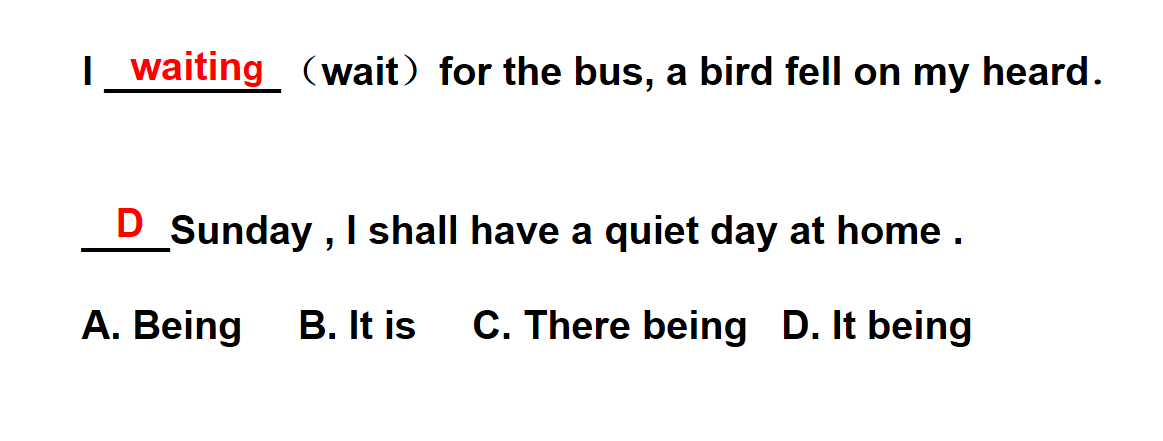 I waiting （wait）for the bus, a bird fell on my heard.
D Sunday , I shall have a quiet day at home .
A. Being B. It is C. There being D. It being